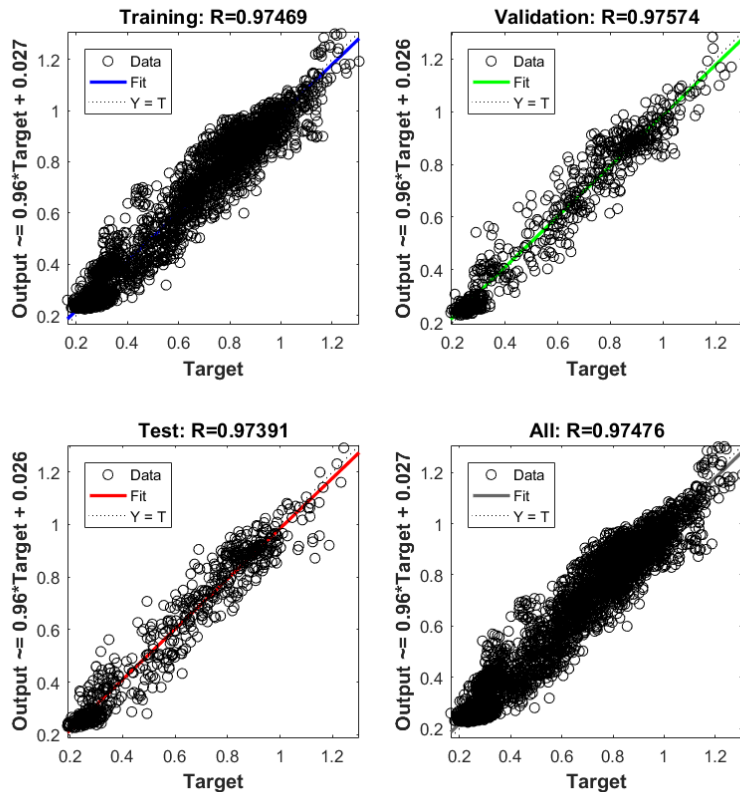 Training: R=0.97469
Output ~= 0.96*Target + 0.027
1.2
1
0.8
0.6
0.4
0.2
Data
Fit
Y = T
0.2 0.4 0.6 0.8 1 1.2
Target
Validation: R=0.97574
Output ~= 0.96*Target + 0.026
1.2
1
0.8
0.6
0.4
0.2
Data
Fit
Y = T
0.2 0.4 0.6 0.8 1 1.2
Target
Test: R=0.97391
Output ~= 0.96*Target + 0.026
1.2
1
0.8
0.6
0.4
0.2
Data
Fit
Y = T
0.2 0.4 0.6 0.8 1 1.2
Target
All: R=0.97476
Output ~= 0.96*Target + 0.027
1.2
1
0.8
0.6
0.4
0.2
Data
Fit
Y = T
0.2 0.4 0.6 0.8 1 1.2
Target